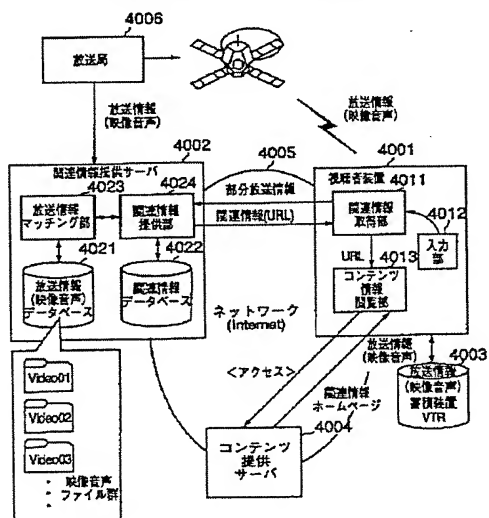 4006
放送局
放送情報
(映像音声)
放送情報
(映像音声)
4002
関連情報提供サーバ
4023
4024
放送情報
マッチング部
関連情報
提供部
4021
4022
放送情報
(映像音声)
データベース
関連情報
データベース
Video01
Video02
Video03
・ 映像音声
・ ファイル群
・
4005
部分放送情報
関連情報(URL)
ネットワーク
(Internet)
4001
視聴者装置
4011
関連情報
取得部
4012
入力
部
URL
4013
コンテンツ
情報
閲覧部
放送情報
(映像音声)
4003
放送情報
(映像音声)
蓄積装置
VTR
<アクセス>
関連情報
ホームページ
4004
コンテンツ
提供
サーバ